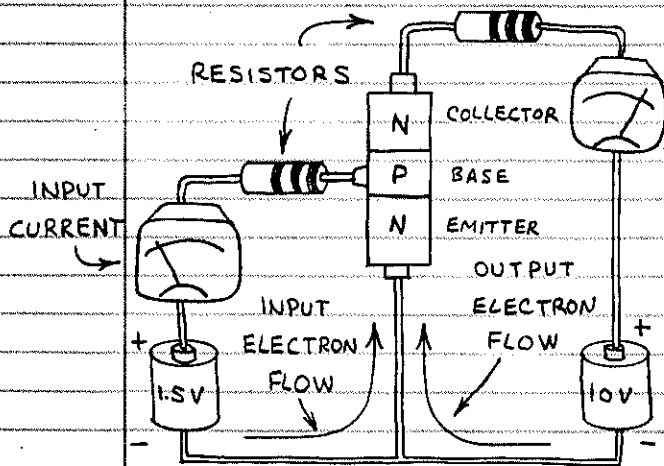 RESISTORS
N COLLECTOR
P BASE
N EMITTER
INPUT
CURRENT
INPUT
ELECTRON
FLOW
OUTPUT
ELECTRON
FLOW
+
1.5V
-
+
10V
-